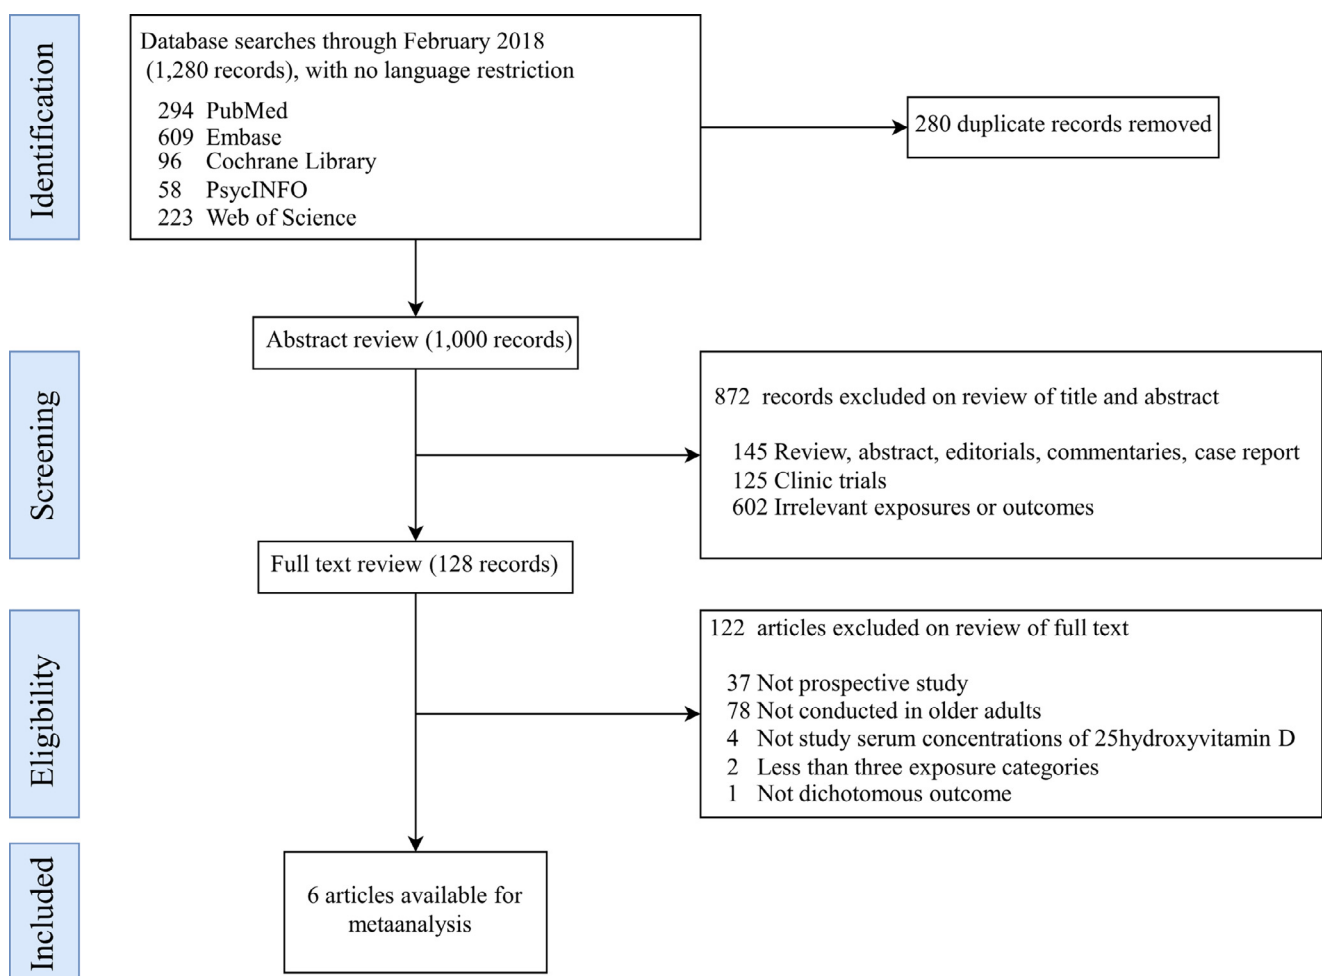 Identification
Database searches through February 2018
(1,280 records), with no language restriction
294 PubMed
609 Embase
96 Cochrane Library
58 PsycINFO
223 Web of Science
280 duplicate records removed
Screening
Abstract review (1,000 records)
872 records excluded on review of title and abstract
145 Review, abstract, editorials, commentaries, case report
125 Clinic trials
602 Irrelevant exposures or outcomes
Full text review (128 records)
Eligibility
122 articles excluded on review of full text
37 Not prospective study
78 Not conducted in older adults
4 Not study serum concentrations of 25hydroxyvitamin D
2 Less than three exposure categories
1 Not dichotomous outcome
Included
6 articles available for
metaanalysis